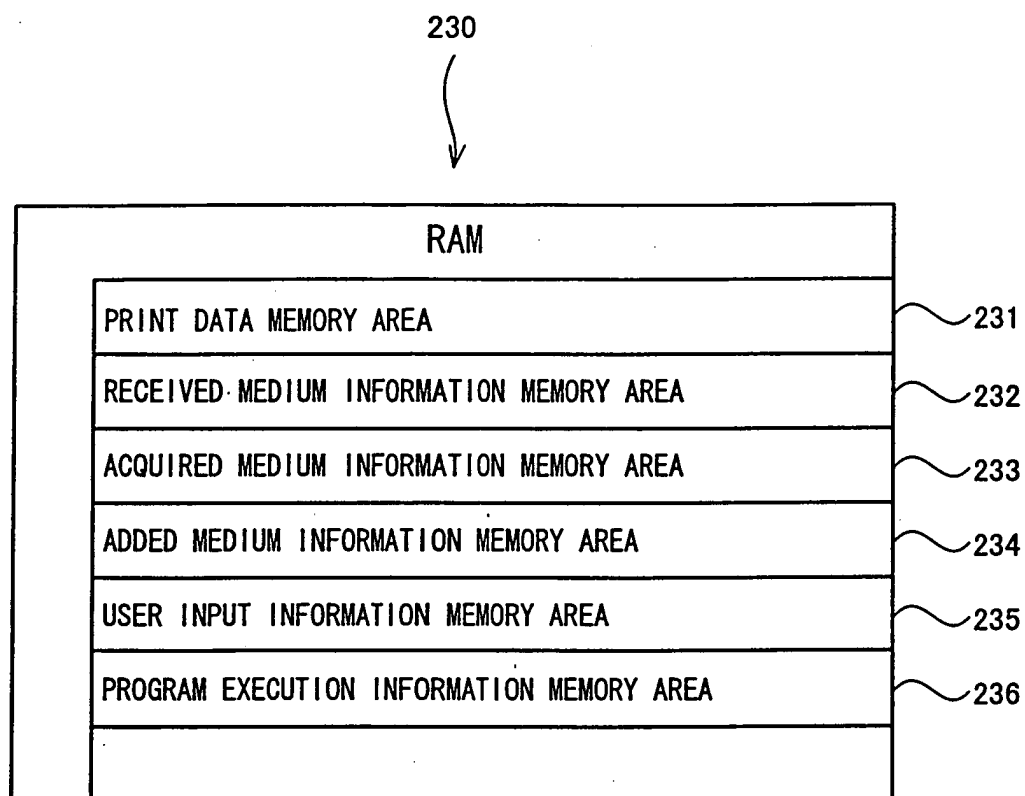 230
RAM
PRINT DATA MEMORY AREA 231
RECEIVED MEDIUM INFORMATION MEMORY AREA 232
ACQUIRED MEDIUM INFORMATION MEMORY AREA 233
ADDED MEDIUM INFORMATION MEMORY AREA 234
USER INPUT INFORMATION MEMORY AREA 235
PROGRAM EXECUTION INFORMATION MEMORY AREA 236